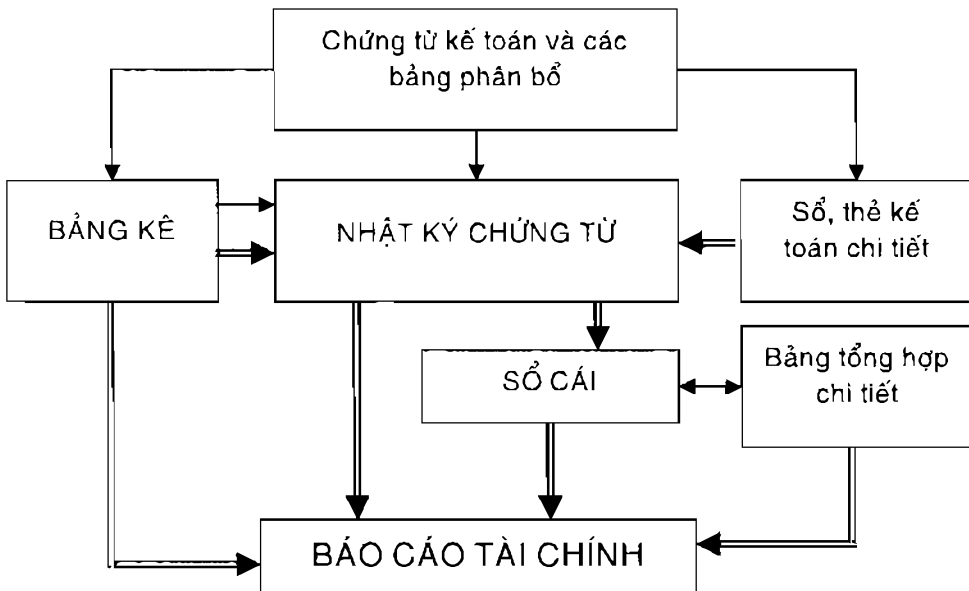 Chứng từ kế toán và các
bảng phân bổ
BẢNG KÊ
NHẬT KÝ CHỨNG TỪ
Sổ, thẻ kế
toán chi tiết
SỔ CÁI
Bảng tổng hợp
chi tiết
BÁO CÁO TÀI CHÍNH